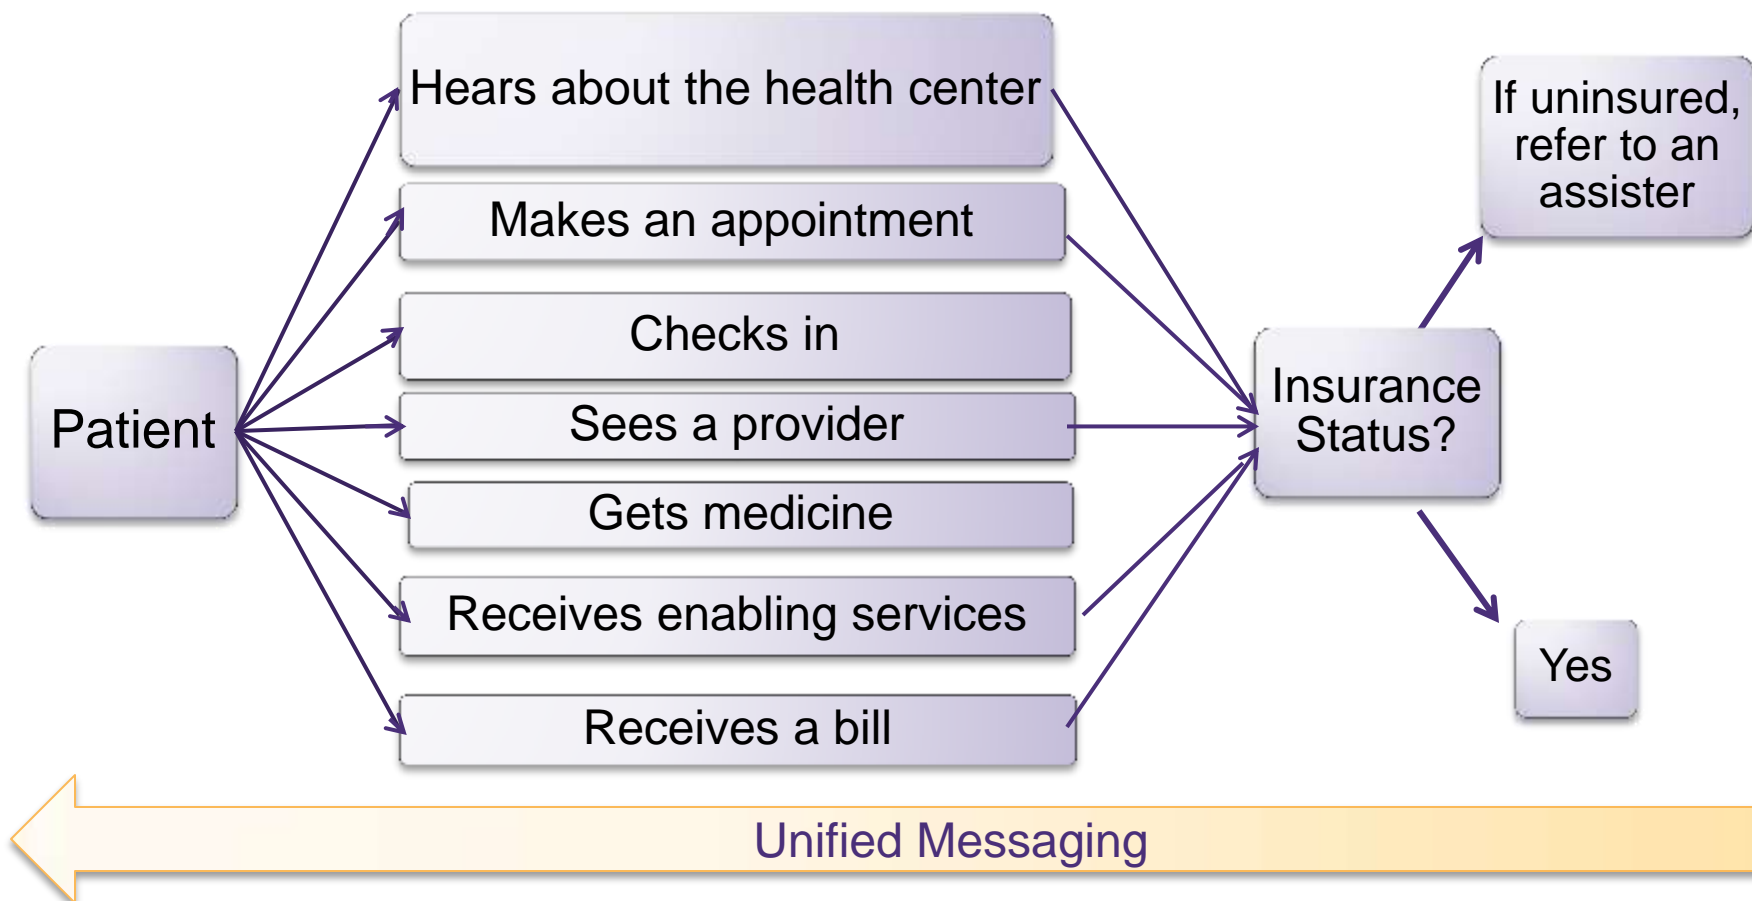 Patient
Hears about the health center
Makes an appointment
Checks in
Sees a provider
Gets medicine
Receives enabling services
Receives a bill
Insurance
Status?
If uninsured,
refer to an
assister
Yes
Unified Messaging